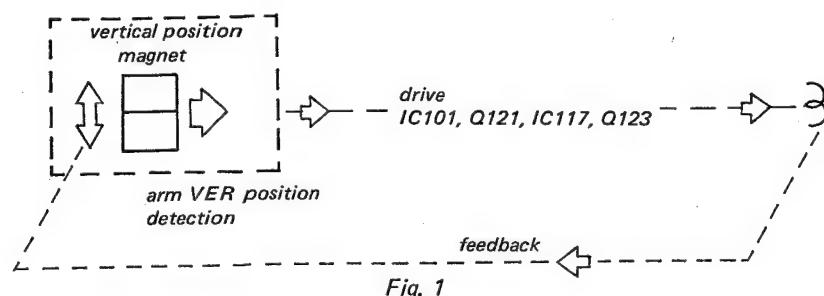 vertical position
magnet
drive
IC101, Q121, IC117, Q123
arm VER position
detection
feedback
Fig. 1